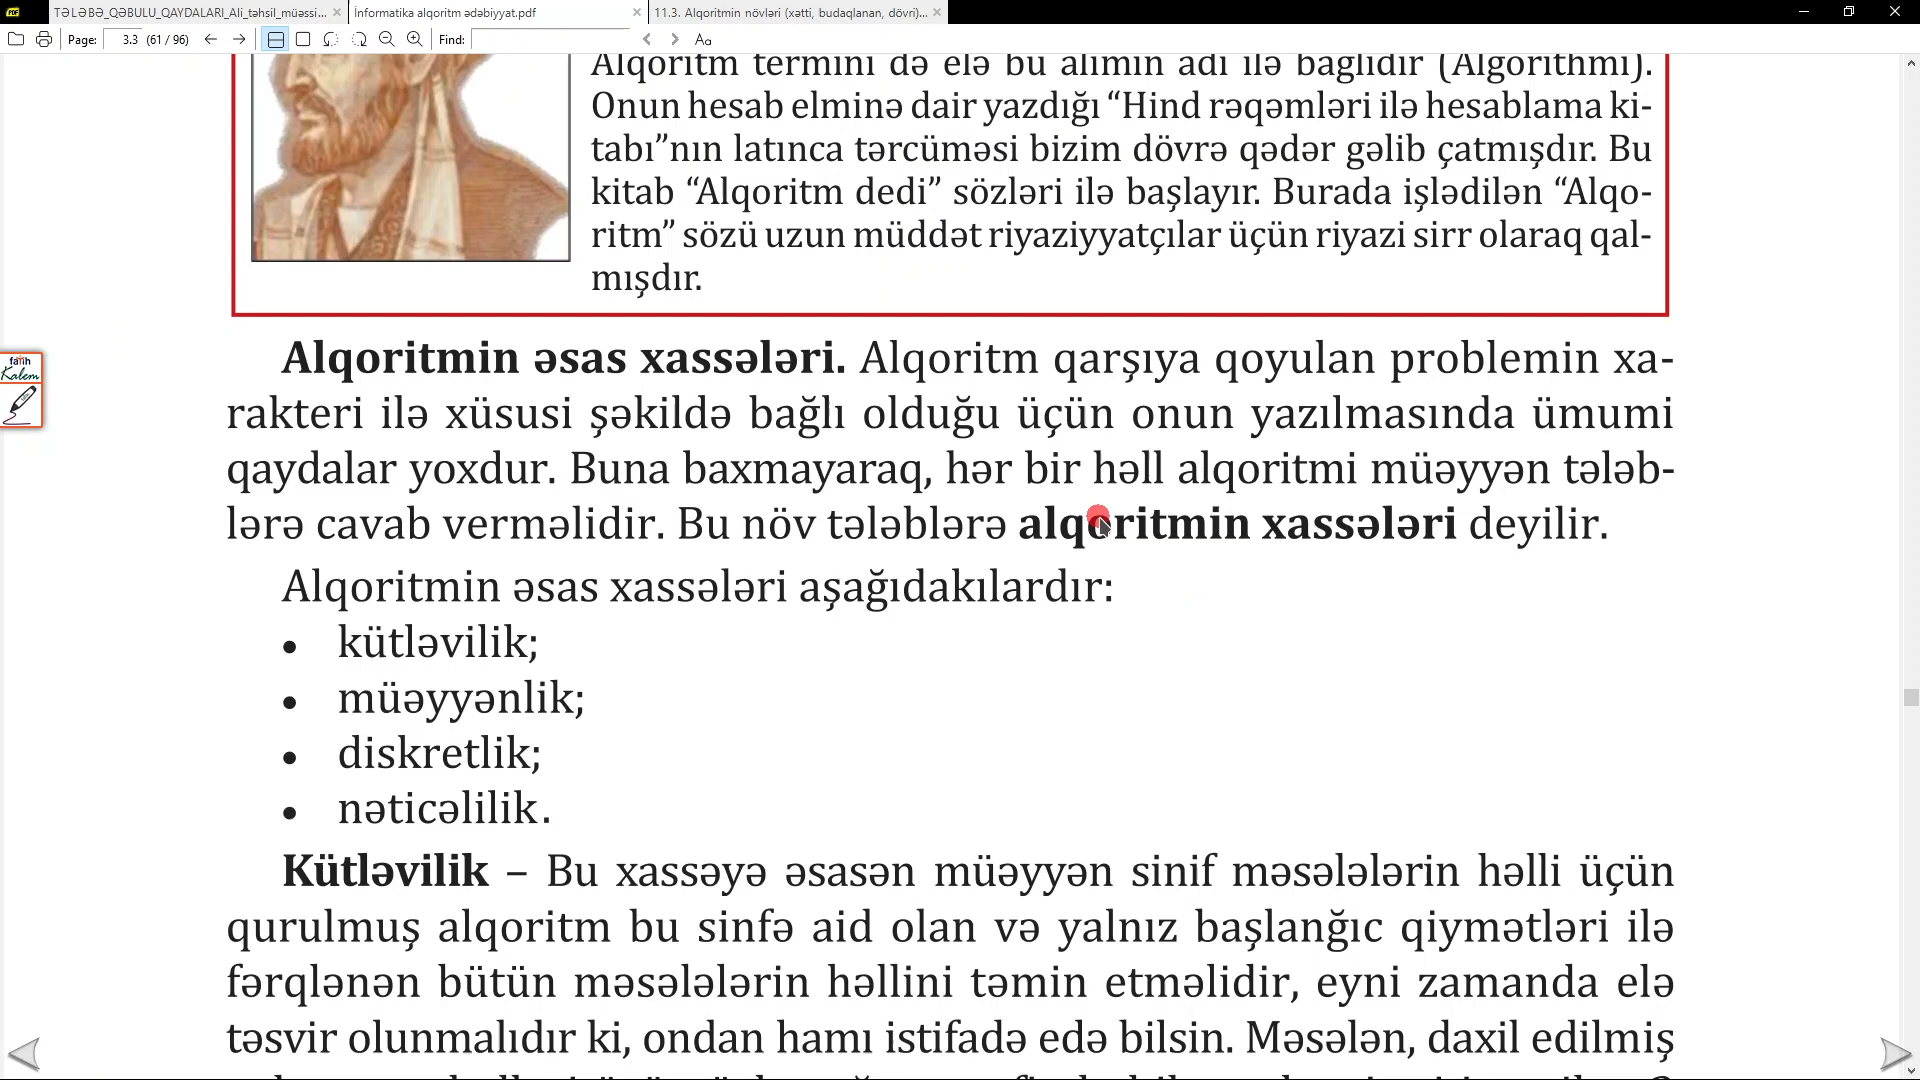 TƏLƏBƏ_QƏBULU_QAYDALARI_Ali_təhsil_müəssi...
İnformatika alqoritm ədəbiyyat.pdf
11.3. Alqoritmin növləri (xətti, budaqlanan, dövri)...
Page: 3.3 (61 / 96)
Find:
Aa
Alqoritm termini də elə bu alimin adı ilə bağlıdır (Algorithmi).
Onun hesab elminə dair yazdığı “Hind rəqəmləri ilə hesablama ki-
tabı”nın latınca tərcüməsi bizim dövrə qədər gəlib çatmışdır. Bu
kitab “Alqoritm dedi” sözləri ilə başlayır. Burada işlədilən “Alqo-
ritm” sözü uzun müddət riyaziyyatçılar üçün riyazi sirr olaraq qal-
mışdır.
fatih
Kalem
Alqoritmin əsas xassələri. Alqoritm qarşıya qoyulan problemin xa-
rakteri ilə xüsusi şəkildə bağlı olduğu üçün onun yazılmasında ümumi
qaydalar yoxdur. Buna baxmayaraq, hər bir həll alqoritmi müəyyən tələb-
lərə cavab verməlidir. Bu növ tələblərə alqoritmin xassələri deyilir.
Alqoritmin əsas xassələri aşağıdakılardır:
• kütləvilik;
• müəyyənlik;
• diskretlik;
• nəticəlilik.
Kütləvilik – Bu xassəyə əsasən müəyyən sinif məsələlərin həlli üçün
qurulmuş alqoritm bu sinfə aid olan və yalnız başlanğıc qiymətləri ilə
fərqlənən bütün məsələlərin həllini təmin etməlidir, eyni zamanda elə
təsvir olunmalıdır ki, ondan hamı istifadə edə bilsin. Məsələn, daxil edilmiş